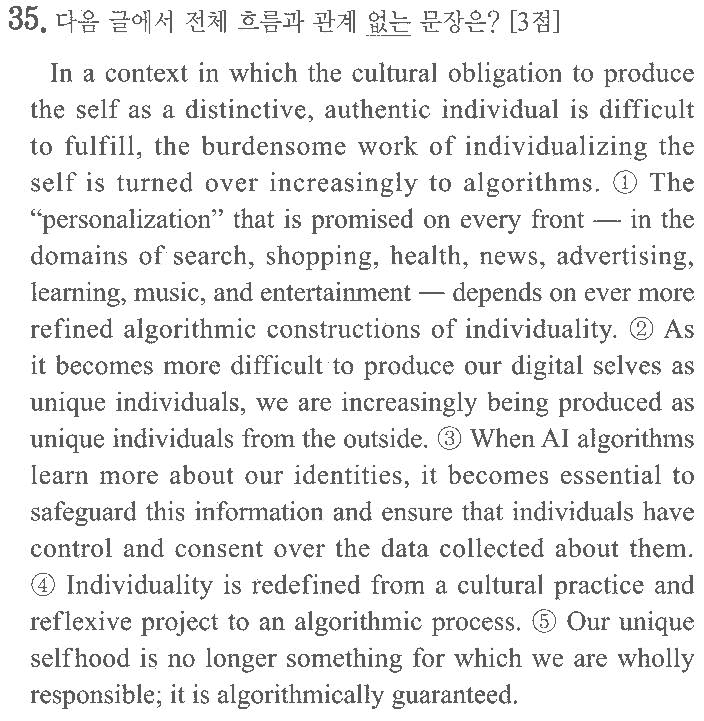 35. 다음 글에서 전체 흐름과 관계 없는 문장은? [3점]
In a context in which the cultural obligation to produce
the self as a distinctive, authentic individual is difficult
to fulfill, the burdensome work of individualizing the
self is turned over increasingly to algorithms. ① The
“personalization” that is promised on every front — in the
domains of search, shopping, health, news, advertising,
learning, music, and entertainment — depends on ever more
refined algorithmic constructions of individuality. ② As
it becomes more difficult to produce our digital selves as
unique individuals, we are increasingly being produced as
unique individuals from the outside. ③ When AI algorithms
learn more about our identities, it becomes essential to
safeguard this information and ensure that individuals have
control and consent over the data collected about them.
④ Individuality is redefined from a cultural practice and
reflexive project to an algorithmic process. ⑤ Our unique
selfhood is no longer something for which we are wholly
responsible; it is algorithmically guaranteed.